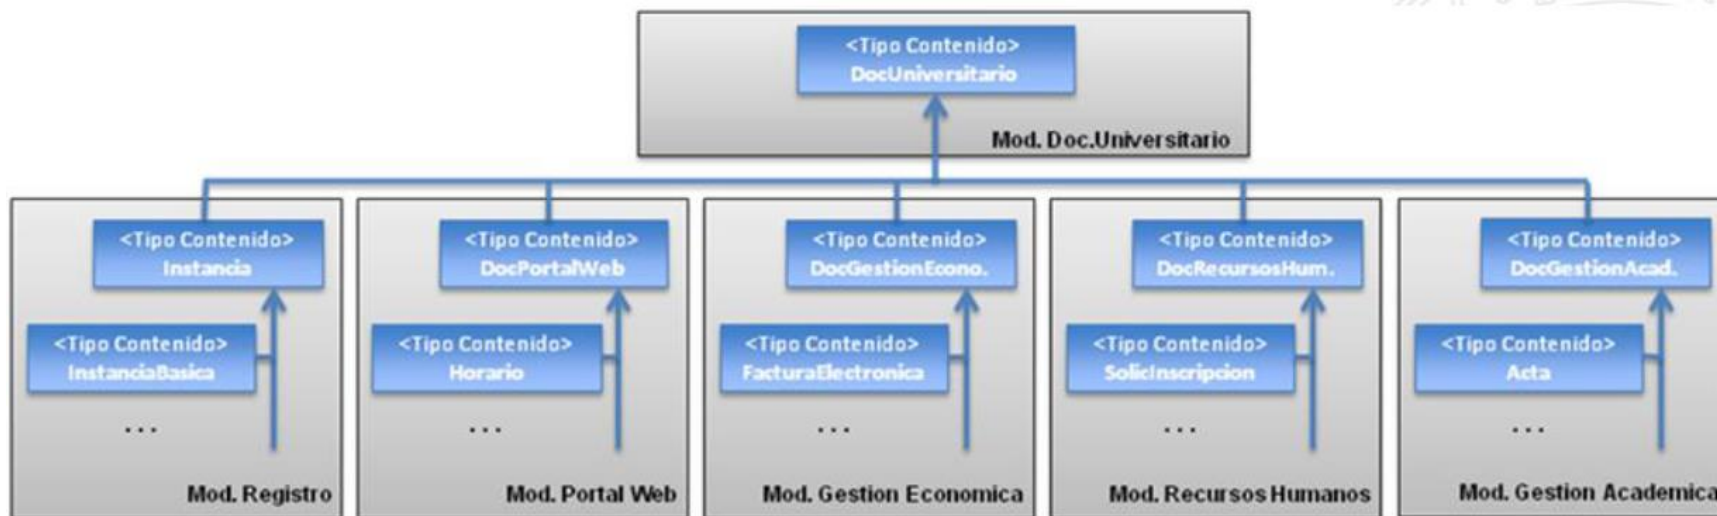 <Tipo Contenido>
DocUniversitario
Mod. Doc.Universitario
<Tipo Contenido>
Instancia
<Tipo Contenido>
InstanciaBasica
...
Mod. Registro
<Tipo Contenido>
DocPortalWeb
<Tipo Contenido>
Horario
...
Mod. Portal Web
<Tipo Contenido>
DocGestionEcono.
<Tipo Contenido>
FacturaElectronica
...
Mod. Gestion Economica
<Tipo Contenido>
DocRecursosHum.
<Tipo Contenido>
SolicInscripcion
...
Mod. Recursos Humanos
<Tipo Contenido>
DocGestionAcad.
<Tipo Contenido>
Acta
...
Mod. Gestion Academica